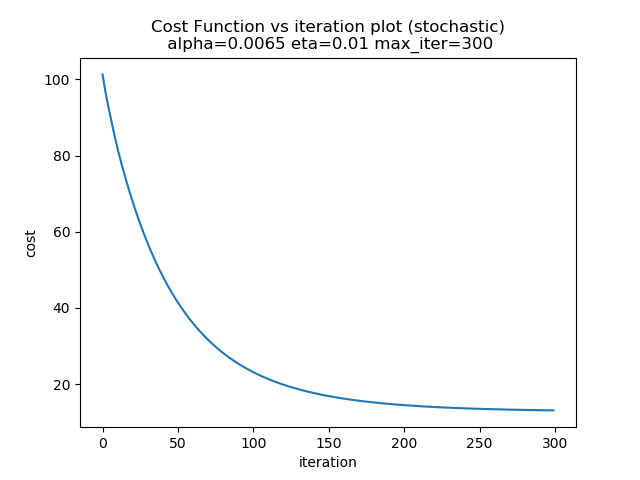 Cost Function vs iteration plot (stochastic)
alpha=0.0065 eta=0.01 max_iter=300
100
80
60
40
20
cost
0 50 100 150 200 250 300
iteration